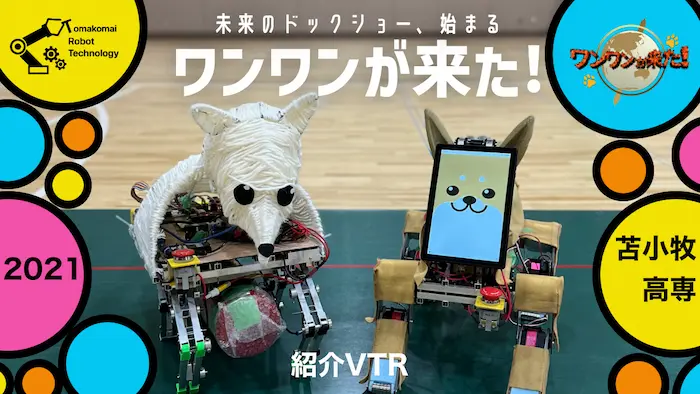 Tomakomai
Robot
Technology
未来のドックショー、始まる
ワンワンが来た!
ワンワンが来た!
2021
苫小牧
高専
紹介VTR